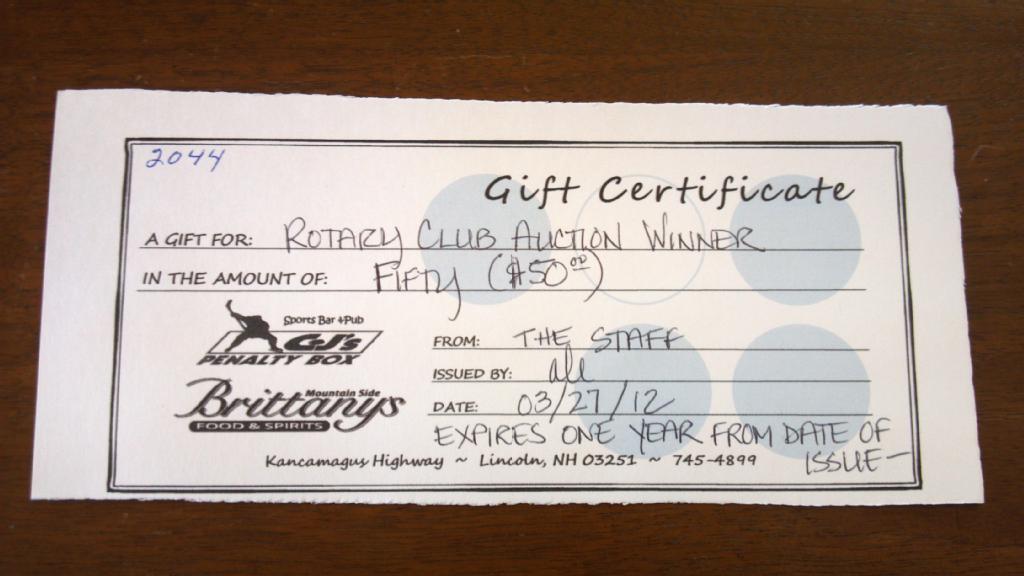 2044
Gift Certificate
A GIFT FOR: ROTARY CLUB AUCTION WINNER
IN THE AMOUNT OF: FIFTY ($50.00)
Sports Bar & Pub
GJ's
PENALTY BOX
Mountain Side
Brittanys
FOOD & SPIRITS
FROM: THE STAFF
ISSUED BY:
DATE: 03/27/12
EXPIRES ONE YEAR FROM DATE OF
ISSUE-
Kancamagus Highway ~ Lincoln, NH 03251 ~ 745-4899